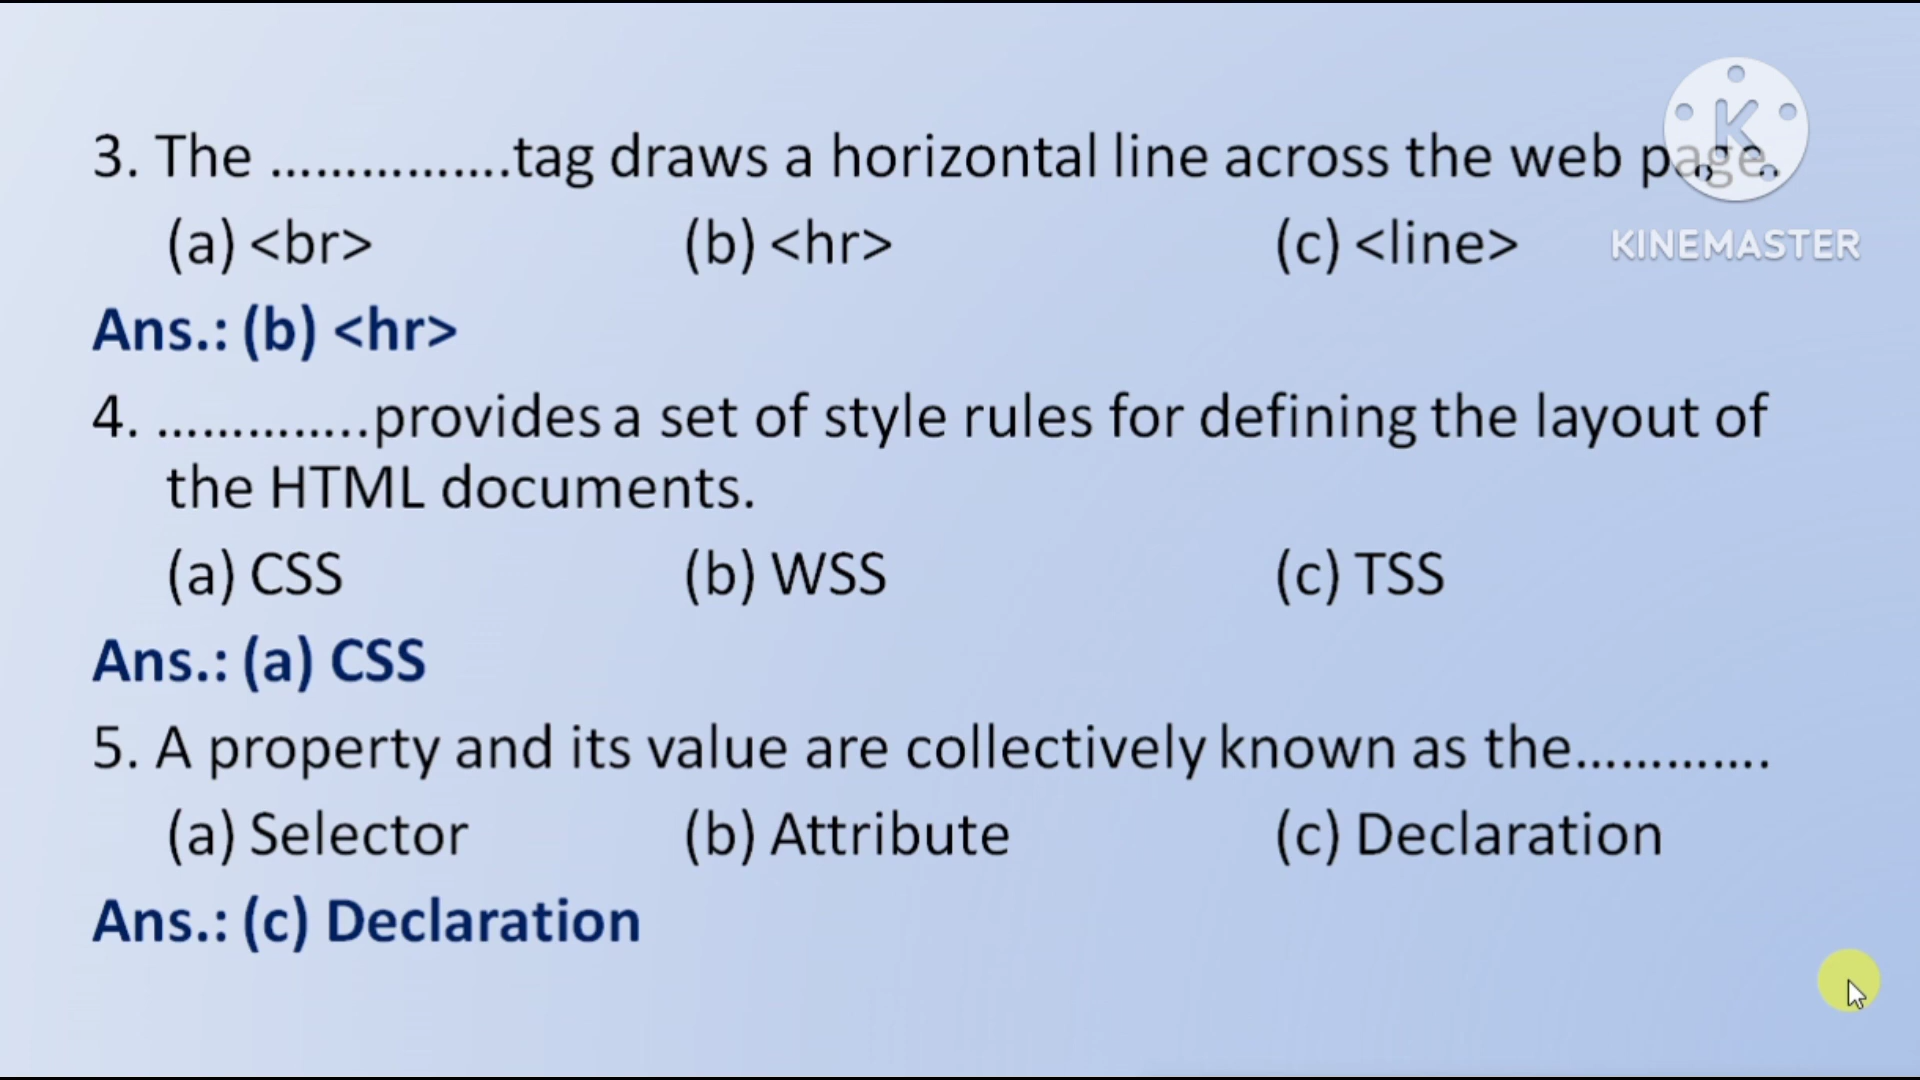 3. The ................tag draws a horizontal line across the web page.
(a) <br> (b) <hr> (c) <line>
Ans.: (b) <hr>
4. ..............provides a set of style rules for defining the layout of
the HTML documents.
(a) CSS (b) WSS (c) TSS
Ans.: (a) CSS
5. A property and its value are collectively known as the.............
(a) Selector (b) Attribute (c) Declaration
Ans.: (c) Declaration
K
KINEMASTER